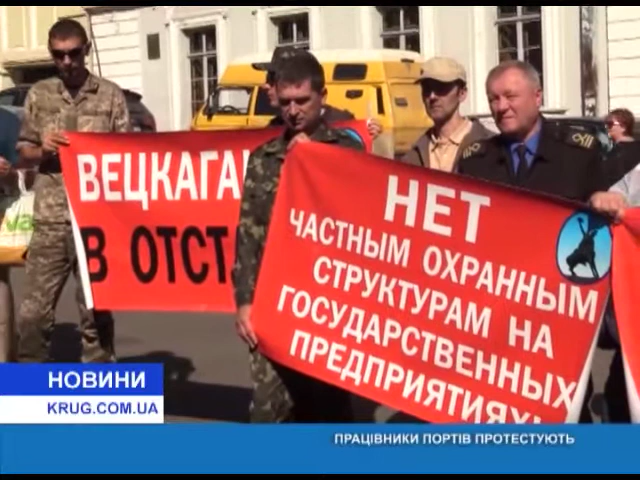 ВЕЦКАГАН
В ОТСТ
НЕТ
ЧАСТНЫМ ОХРАННЫМ
СТРУКТУРАМ НА
ГОСУДАРСТВЕННЫХ
ПРЕДПРИЯТИЯХ!
НОВИНИ
KRUG.COM.UA
ПРАЦІВНИКИ ПОРТІВ ПРОТЕСТУЮТЬ